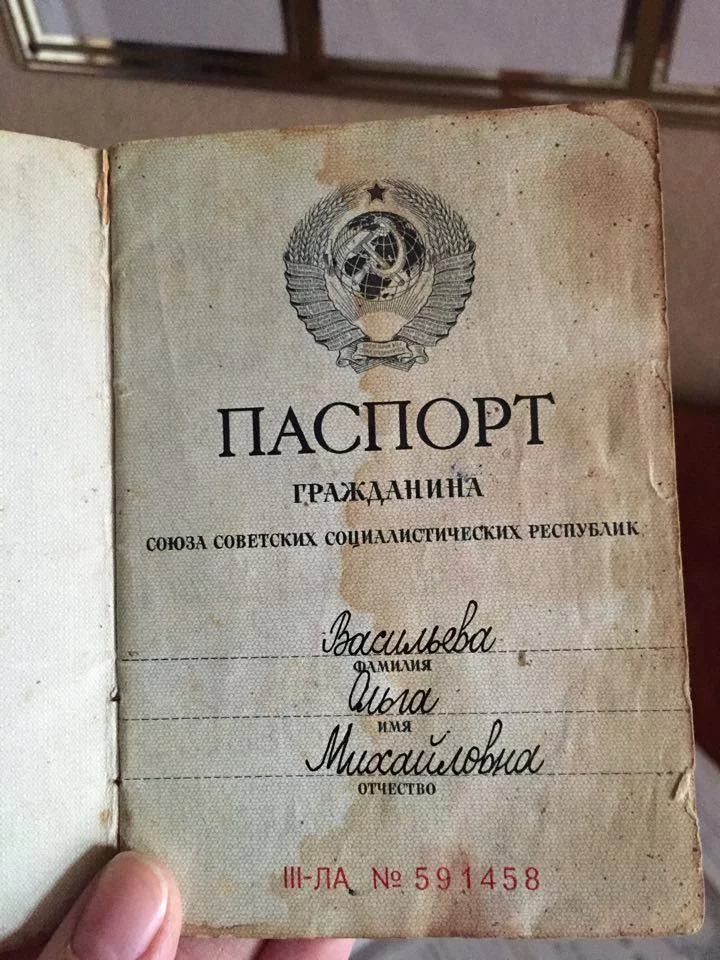 ПАСПОРТ
ГРАЖДАНИНА
СОЮЗА СОВЕТСКИХ СОЦИАЛИСТИЧЕСКИХ РЕСПУБЛИК
Васильева
ФАМИЛИЯ
Ольга
ИМЯ
Михайловна
ОТЧЕСТВО
III-ЛА № 591458